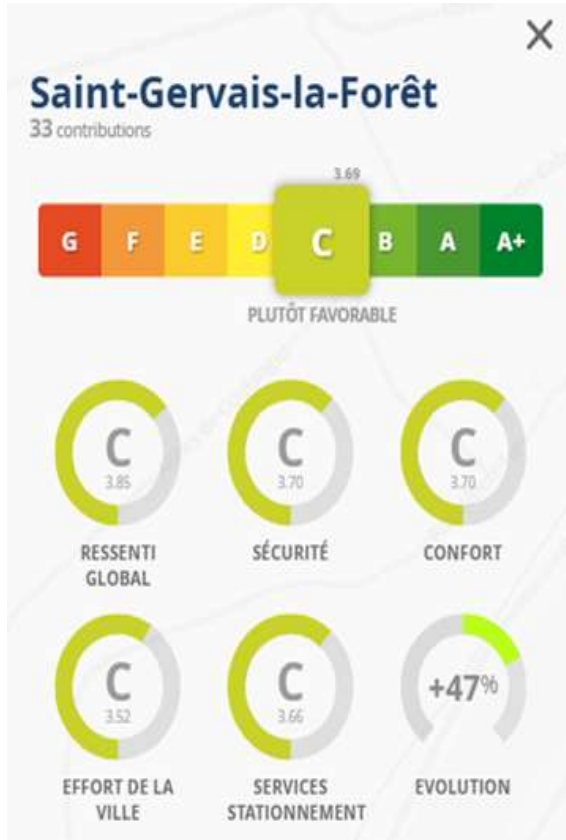 Saint-Gervais-la-Forêt
33 contributions
3.69
G F E D C B A A+
PLUTÔT FAVORABLE
C C C
3.85 3.70 3.70
RESSENTI SÉCURITÉ CONFORT
GLOBAL
C C +47%
3.52 3.66
EFFORT DE LA SERVICES EVOLUTION
VILLE STATIONNEMENT